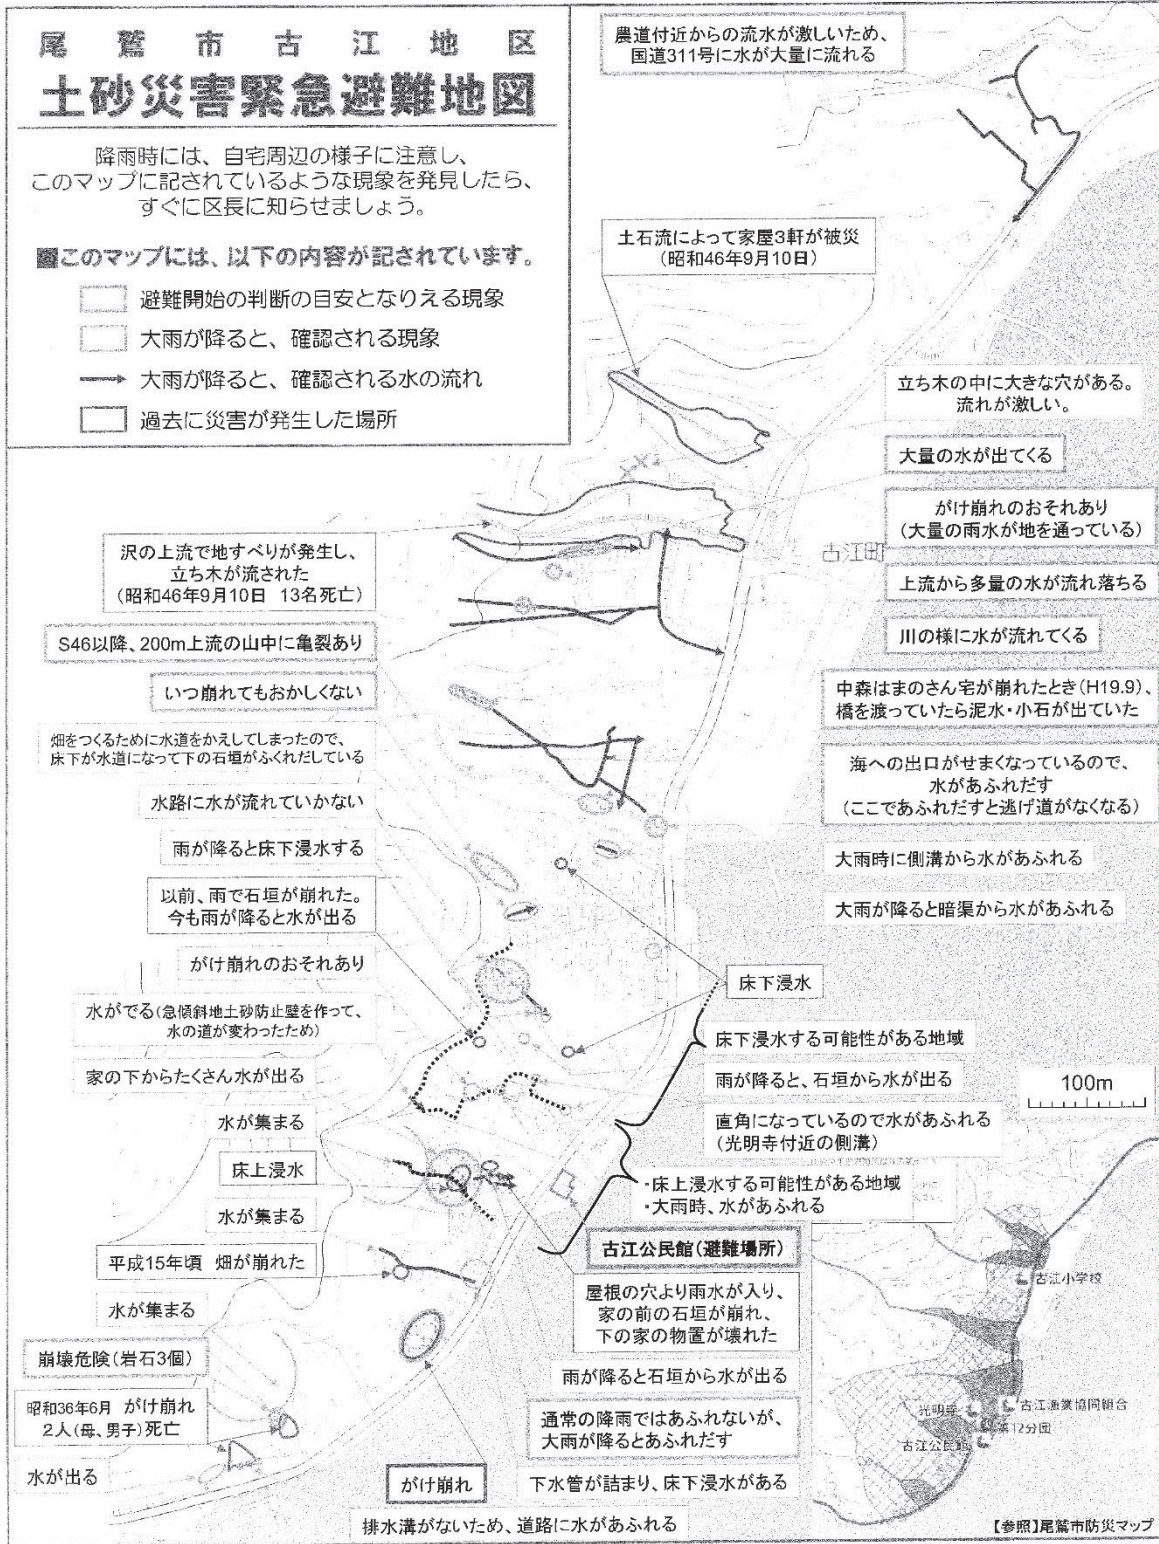 尾鷲市古江地区
土砂災害緊急避難地図
降雨時には、自宅周辺の様子に注意し、
このマップに記されているような現象を発見したら、
すぐに区長に知らせましょう。
■このマップには、以下の内容が記されています。
避難開始の判断の目安となりえる現象
大雨が降ると、確認される現象
大雨が降ると、確認される水の流れ
過去に災害が発生した場所
農道付近からの流水が激しいため、
国道311号に水が大量に流れる
土石流によって家屋3軒が被災
(昭和46年9月10日)
立ち木の中に大きな穴がある。
流れが激しい。
大量の水が出てくる
がけ崩れのおそれあり
(大量の雨水が地を通っている)
古江町
上流から多量の水が流れ落ちる
川の様に水が流れてくる
中森はまのさん宅が崩れたとき(H19.9)、
橋を渡っていたら泥水・小石が出ていた
海への出口がせまくなっているので、
水があふれだす
(ここであふれだすと逃げ道がなくなる)
大雨時に側溝から水があふれる
大雨が降ると暗渠から水があふれる
沢の上流で地すべりが発生し、
立ち木が流された
(昭和46年9月10日 13名死亡)
S46以降、200m上流の山中に亀裂あり
いつ崩れてもおかしくない
畑をつくるために水道をかえしてしまったので、
床下が水道になって下の石垣がふくれだしている
水路に水が流れていかない
雨が降ると床下浸水する
以前、雨で石垣が崩れた。
今も雨が降ると水が出る
がけ崩れのおそれあり
水がでる(急傾斜地土砂防止壁を作って、
水の道が変わったため)
家の下からたくさん水が出る
水が集まる
床上浸水
水が集まる
平成15年頃 畑が崩れた
水が集まる
崩壊危険(岩石3個)
昭和36年6月 がけ崩れ
2人(母、男子)死亡
水が出る
床下浸水
床下浸水する可能性がある地域
雨が降ると、石垣から水が出る
直角になっているので水があふれる
(光明寺付近の側溝)
・床上浸水する可能性がある地域
・大雨時、水があふれる
古江公民館(避難場所)
屋根の穴より雨水が入り、
家の前の石垣が崩れ、
下の家の物置が壊れた
雨が降ると石垣から水が出る
通常の降雨ではあふれないが、
大雨が降るとあふれだす
下水管が詰まり、床下浸水がある
がけ崩れ
排水溝がないため、道路に水があふれる
100m
古江小学校
光明寺
古江漁業協同組合
第12分団
古江公民館
【参照】尾鷲市防災マップ